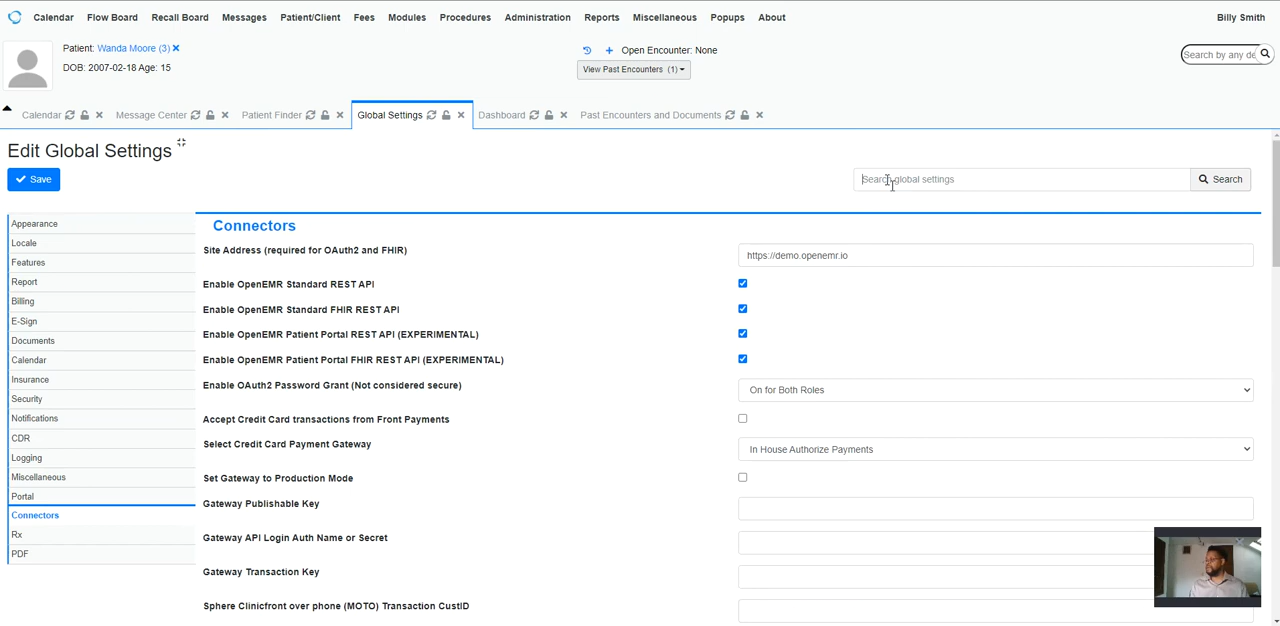 Calendar Flow Board Recall Board Messages Patient/Client Fees Modules Procedures Administration Reports Miscellaneous Popups About Billy Smith
Patient: Wanda Moore (3)
DOB: 2007-02-18 Age: 15
Open Encounter: None
View Past Encounters (1)
Search by any de
Calendar Message Center Patient Finder Global Settings Dashboard Past Encounters and Documents
Edit Global Settings
Save
Search global settings
Search
Appearance
Locale
Features
Report
Billing
E-Sign
Documents
Calendar
Insurance
Security
Notifications
CDR
Logging
Miscellaneous
Portal
Connectors
Rx
PDF
Connectors
Site Address (required for OAuth2 and FHIR) https://demo.openemr.io
Enable OpenEMR Standard REST API
Enable OpenEMR Standard FHIR REST API
Enable OpenEMR Patient Portal REST API (EXPERIMENTAL)
Enable OpenEMR Patient Portal FHIR REST API (EXPERIMENTAL)
Enable OAuth2 Password Grant (Not considered secure) On for Both Roles
Accept Credit Card transactions from Front Payments
Select Credit Card Payment Gateway In House Authorize Payments
Set Gateway to Production Mode
Gateway Publishable Key
Gateway API Login Auth Name or Secret
Gateway Transaction Key
Sphere Clinicfront over phone (MOTO) Transaction CustID